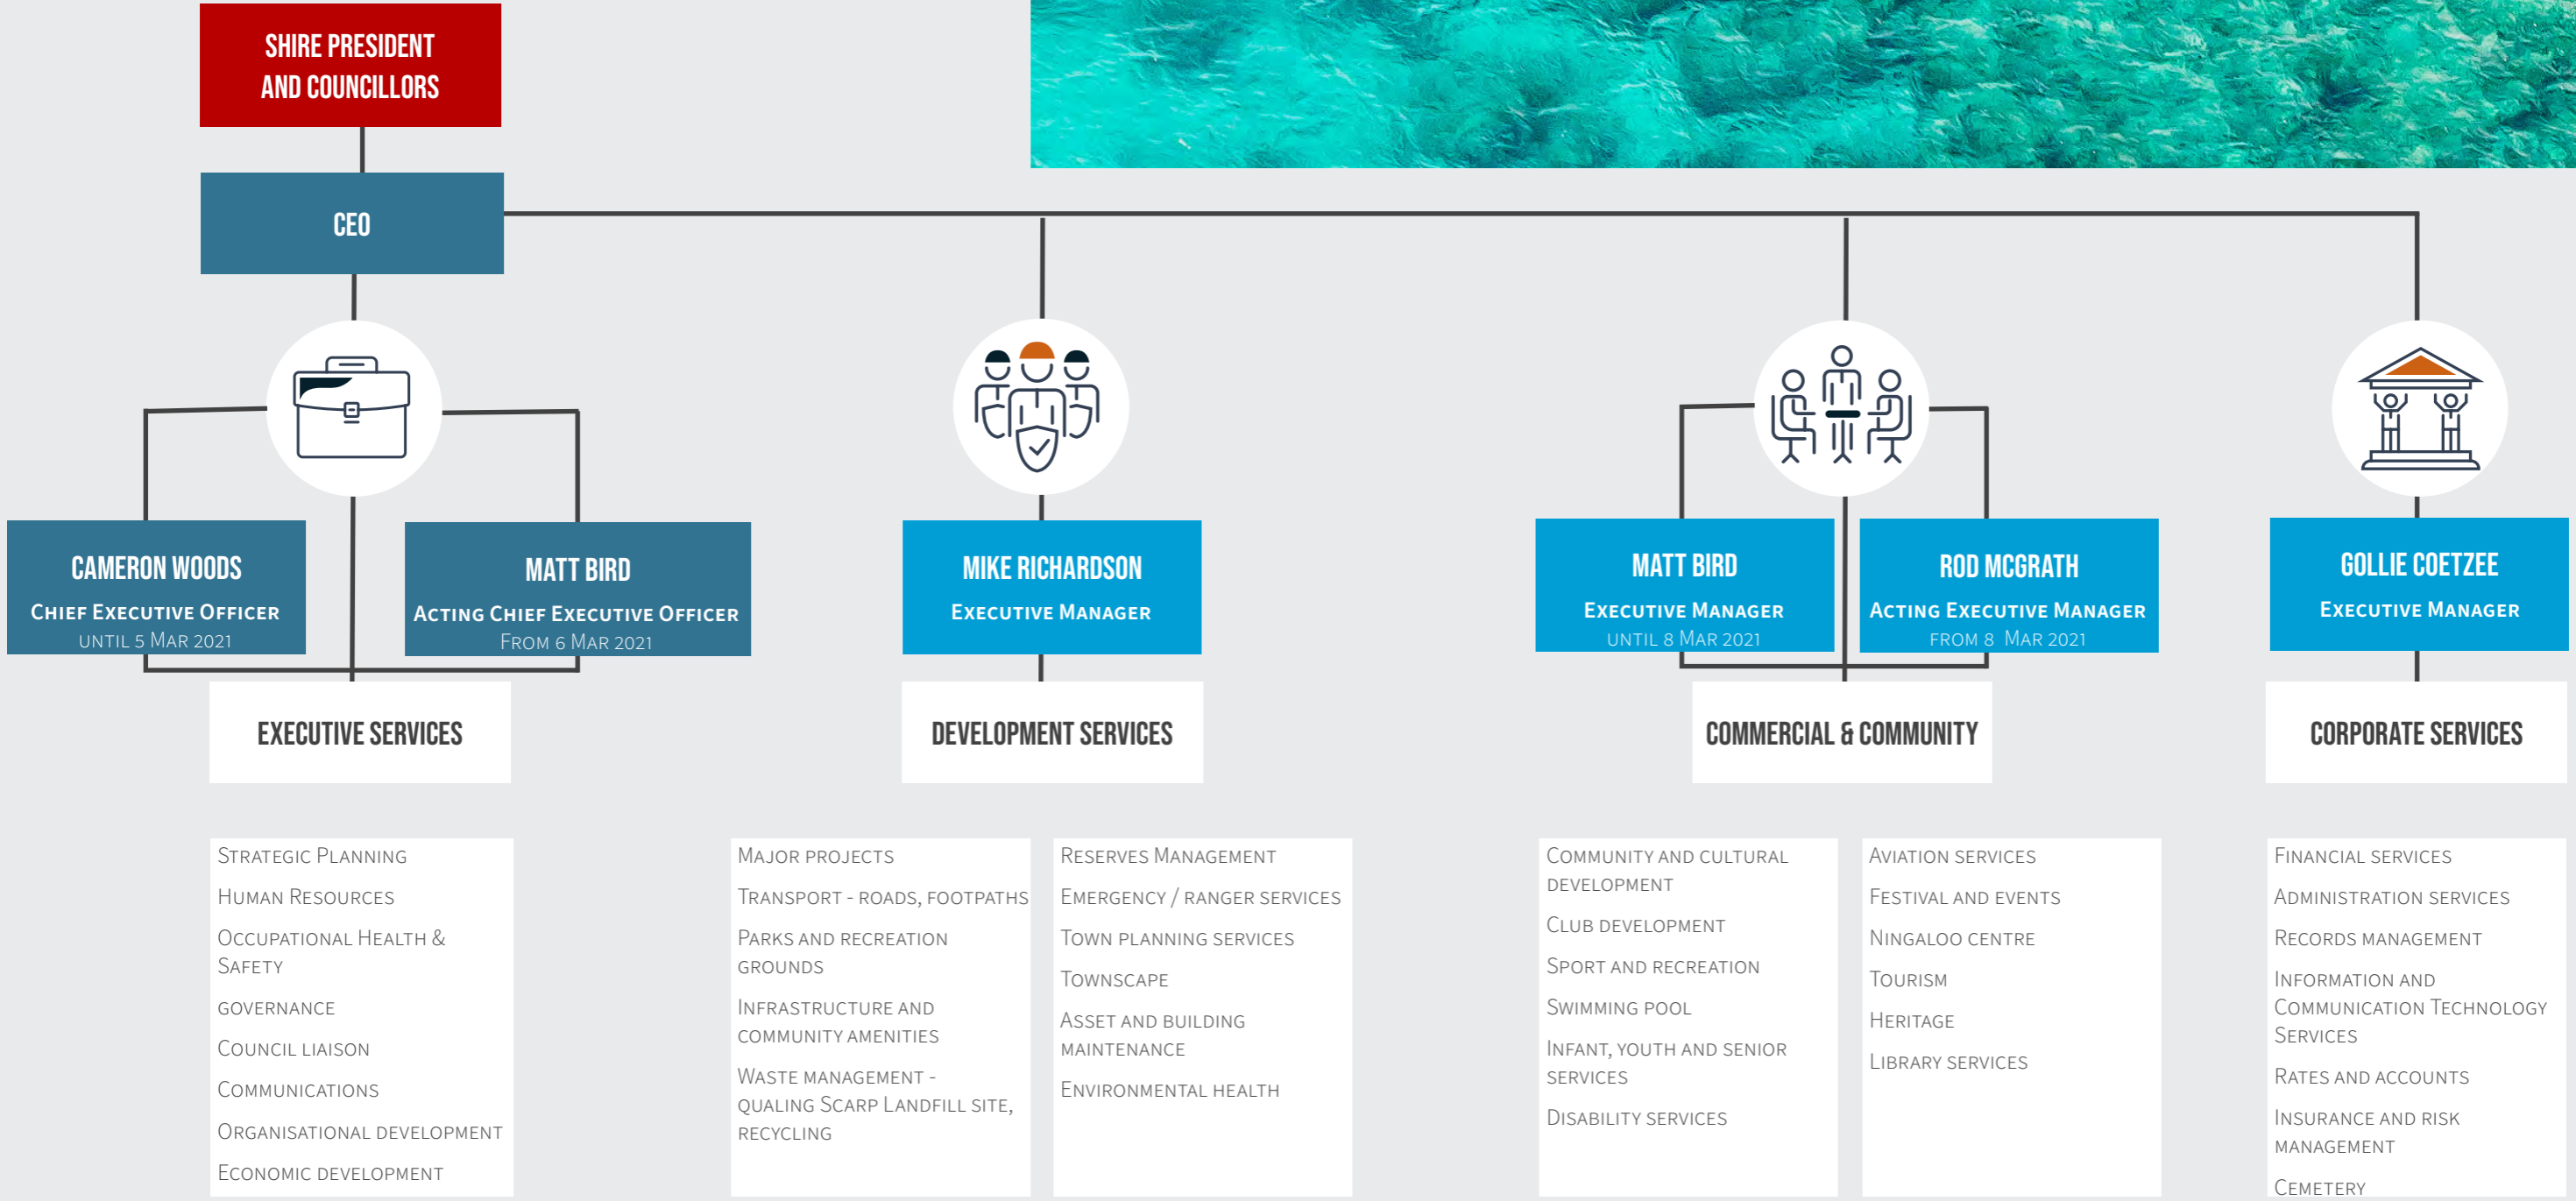 SHIRE PRESIDENT
AND COUNCILLORS
CEO
CAMERON WOODS
CHIEF EXECUTIVE OFFICER
UNTIL 5 MAR 2021
MATT BIRD
ACTING CHIEF EXECUTIVE OFFICER
FROM 6 MAR 2021
EXECUTIVE SERVICES
STRATEGIC PLANNING
HUMAN RESOURCES
OCCUPATIONAL HEALTH &
SAFETY
GOVERNANCE
COUNCIL LIAISON
COMMUNICATIONS
ORGANISATIONAL DEVELOPMENT
ECONOMIC DEVELOPMENT
MIKE RICHARDSON
EXECUTIVE MANAGER
DEVELOPMENT SERVICES
MAJOR PROJECTS
TRANSPORT - ROADS, FOOTPATHS
PARKS AND RECREATION
GROUNDS
INFRASTRUCTURE AND
COMMUNITY AMENITIES
WASTE MANAGEMENT -
QUALING SCARP LANDFILL SITE,
RECYCLING
RESERVES MANAGEMENT
EMERGENCY / RANGER SERVICES
TOWN PLANNING SERVICES
TOWNSCAPE
ASSET AND BUILDING
MAINTENANCE
ENVIRONMENTAL HEALTH
MATT BIRD
EXECUTIVE MANAGER
UNTIL 8 MAR 2021
ROD MCGRATH
ACTING EXECUTIVE MANAGER
FROM 8 MAR 2021
COMMERCIAL & COMMUNITY
COMMUNITY AND CULTURAL
DEVELOPMENT
CLUB DEVELOPMENT
SPORT AND RECREATION
SWIMMING POOL
INFANT, YOUTH AND SENIOR
SERVICES
DISABILITY SERVICES
AVIATION SERVICES
FESTIVAL AND EVENTS
NINGALOO CENTRE
TOURISM
HERITAGE
LIBRARY SERVICES
GOLLIE COETZEE
EXECUTIVE MANAGER
CORPORATE SERVICES
FINANCIAL SERVICES
ADMINISTRATION SERVICES
RECORDS MANAGEMENT
INFORMATION AND
COMMUNICATION TECHNOLOGY
SERVICES
RATES AND ACCOUNTS
INSURANCE AND RISK
MANAGEMENT
CEMETERY